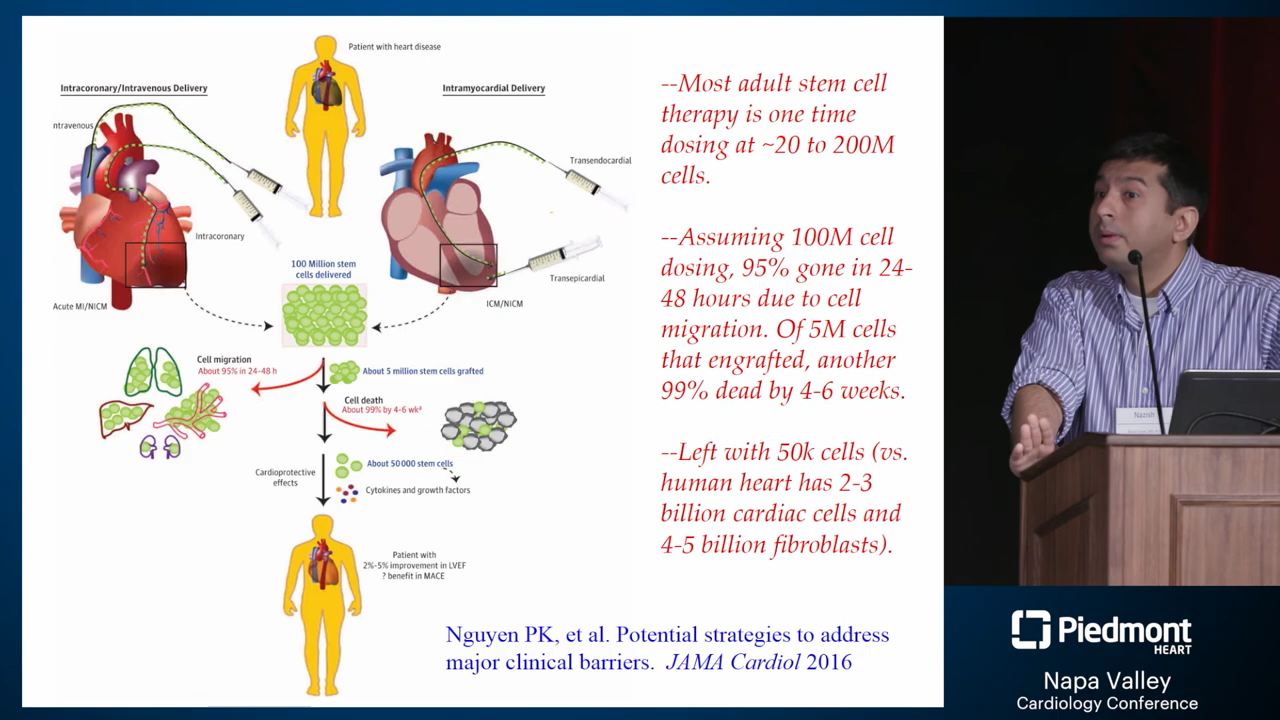 Patient with heart disease
Intracoronary/Intravenous Delivery
Intramyocardial Delivery
ntravenous
Transendocardial
Intracoronary
Transepicardial
100 Million stem
cells delivered
Acute MI/NICM
ICM/NICM
Cell migration
About 95% in 24-48 h
About 5 million stem cells grafted
Cell death
About 99% by 4-6 wkª
Cardioprotective
effects
About 50 000 stem cells
Cytokines and growth factors
Patient with
2%-5% improvement in LVEF
? benefit in MACE
--Most adult stem cell
therapy is one time
dosing at ~20 to 200M
cells.
--Assuming 100M cell
dosing, 95% gone in 24-
48 hours due to cell
migration. Of 5M cells
that engrafted, another
99% dead by 4-6 weeks.
--Left with 50k cells (vs.
human heart has 2-3
billion cardiac cells and
4-5 billion fibroblasts).
Nguyen PK, et al. Potential strategies to address
major clinical barriers. JAMA Cardiol 2016
Nazish
Piedmont
HEART
Napa Valley
Cardiology Conference